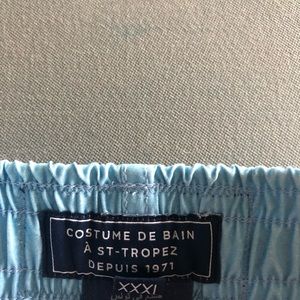 COSTUME DE BAIN
À ST-TROPEZ
DEPUIS 1971
XXXL